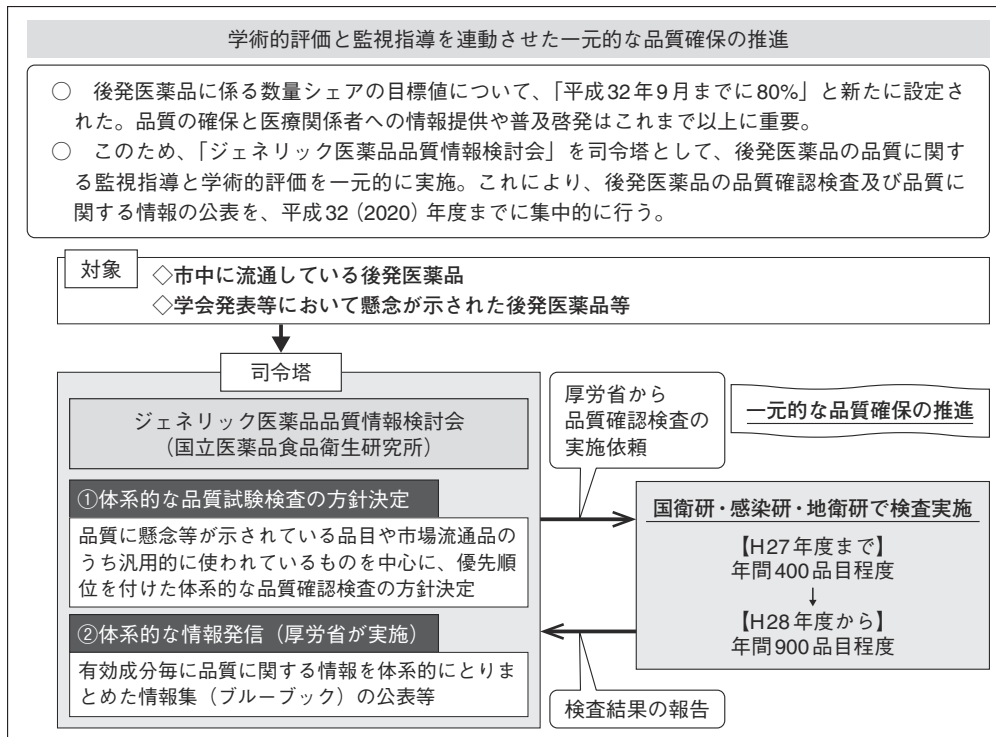 学術的評価と監視指導を連動させた一元的な品質確保の推進
○　後発医薬品に係る数量シェアの目標値について、「平成32年9月までに80%」と新たに設定さ
れた。品質の確保と医療関係者への情報提供や普及啓発はこれまで以上に重要。
○　このため、「ジェネリック医薬品品質情報検討会」を司令塔として、後発医薬品の品質に関す
る監視指導と学術的評価を一元的に実施。これにより、後発医薬品の品質確認検査及び品質に
関する情報の公表を、平成32（2020）年度までに集中的に行う。
対象
◇市中に流通している後発医薬品
◇学会発表等において懸念が示された後発医薬品等
司令塔
ジェネリック医薬品品質情報検討会
（国立医薬品食品衛生研究所）
①体系的な品質試験検査の方針決定
品質に懸念等が示されている品目や市場流通品の
うち汎用的に使われているものを中心に、優先順
位を付けた体系的な品質確認検査の方針決定
②体系的な情報発信（厚労省が実施）
有効成分毎に品質に関する情報を体系的にとりま
とめた情報集（ブルーブック）の公表等
厚労省から
品質確認検査の
実施依頼
一元的な品質確保の推進
国衛研・感染研・地衛研で検査実施
【H27年度まで】
年間400品目程度
↓
【H28年度から】
年間900品目程度
検査結果の報告